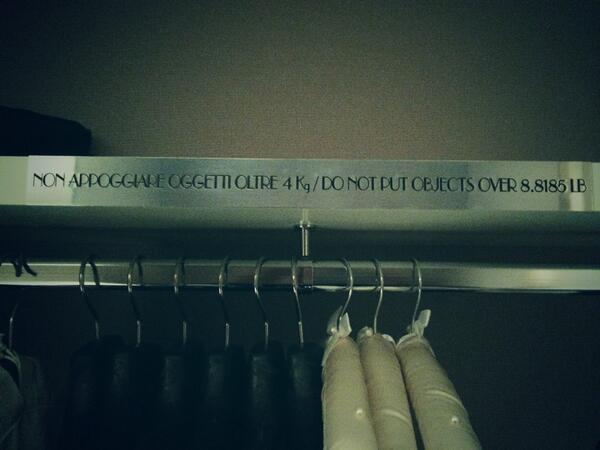 NON APPOGGIARE OGGETTI OLTRE 4 Kg / DO NOT PUT OBJECTS OVER 8.8185 LB